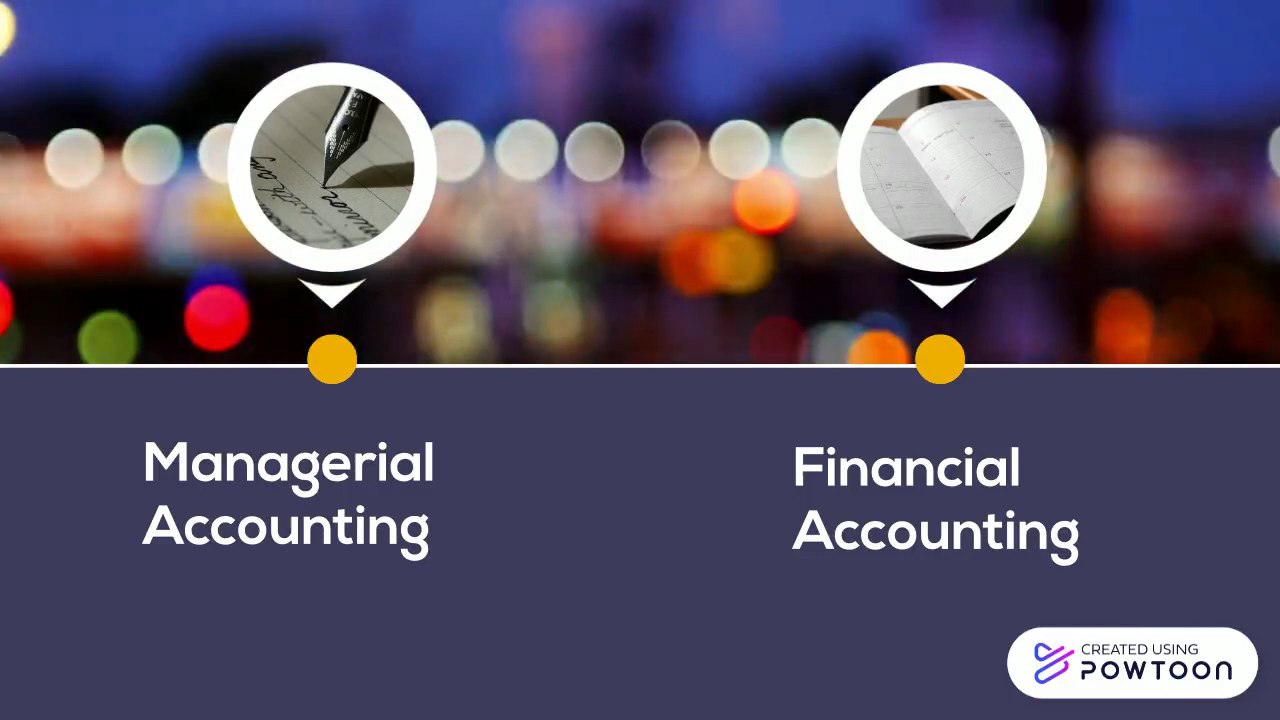 Managerial
Accounting
Financial
Accounting
CREATED USING
POWTOON